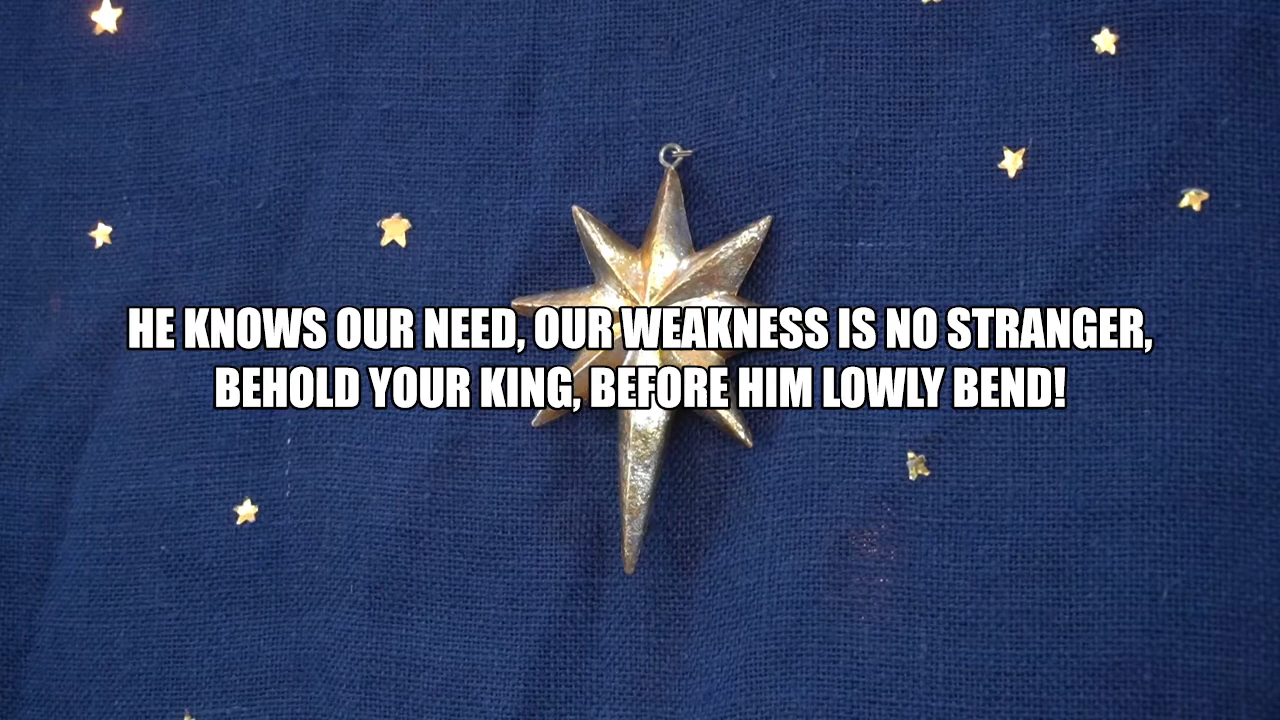 HE KNOWS OUR NEED, OUR WEAKNESS IS NO STRANGER,
BEHOLD YOUR KING, BEFORE HIM LOWLY BEND!